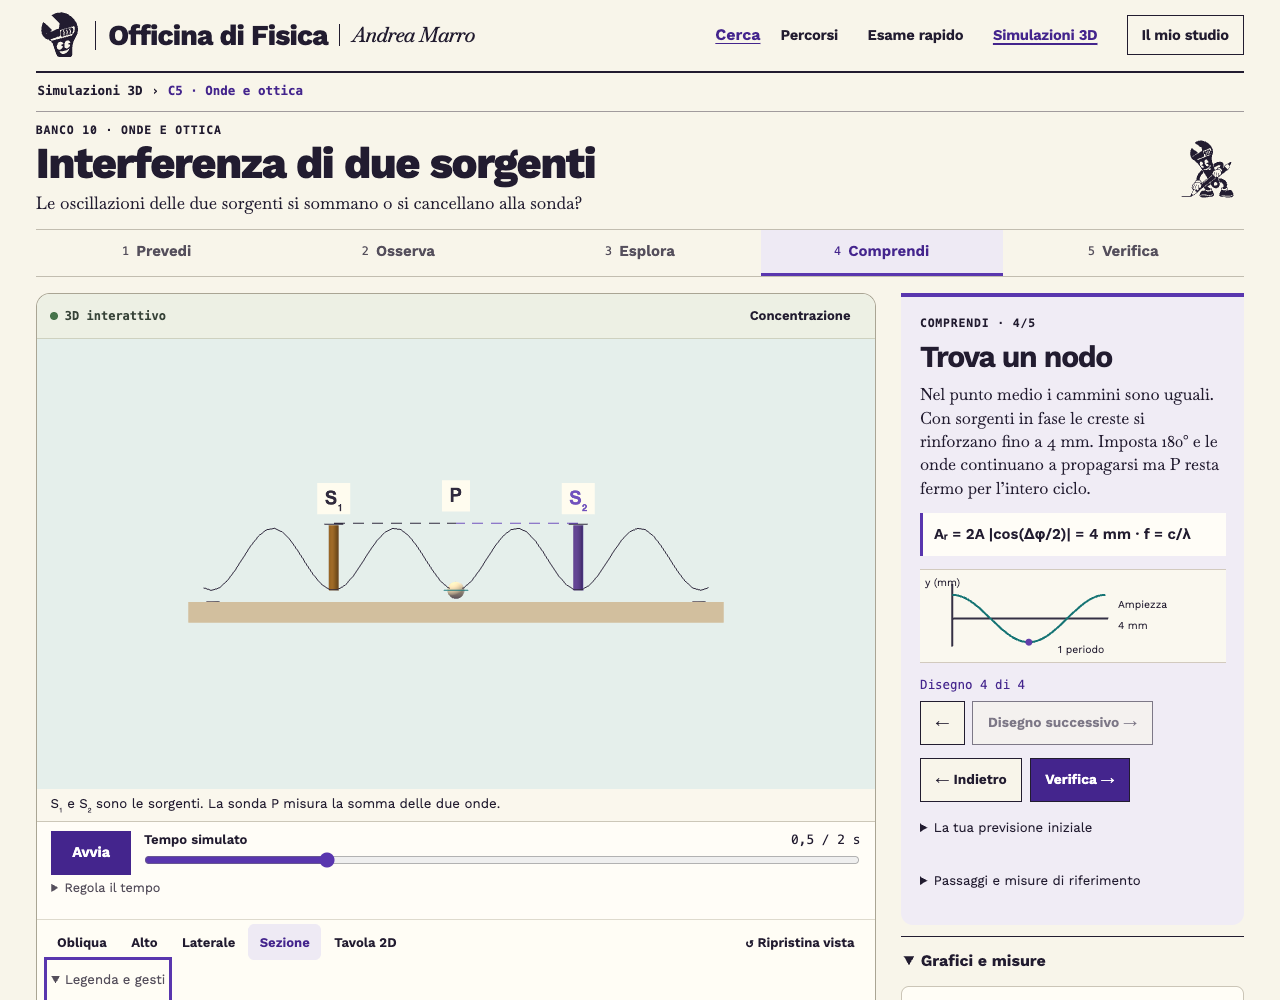 Officina di Fisica
Andrea Marro
Cerca
Percorsi
Esame rapido
Simulazioni 3D
Il mio studio
Simulazioni 3D › C5 · Onde e ottica
BANCO 10 · ONDE E OTTICA
Interferenza di due sorgenti
Le oscillazioni delle due sorgenti si sommano o si cancellano alla sonda?
1 Prevedi
2 Osserva
3 Esplora
4 Comprendi
5 Verifica
3D interattivo
Concentrazione
S₁
P
S₂
S₁ e S₂ sono le sorgenti. La sonda P misura la somma delle due onde.
Avvia
Tempo simulato
0,5 / 2 s
▶ Regola il tempo
Obliqua
Alto
Laterale
Sezione
Tavola 2D
↺ Ripristina vista
▼ Legenda e gesti
COMPRENDI · 4/5
Trova un nodo
Nel punto medio i cammini sono uguali.
Con sorgenti in fase le creste si
rinforzano fino a 4 mm. Imposta 180° e le
onde continuano a propagarsi ma P resta
fermo per l’intero ciclo.
Aᵣ = 2A |cos(Δφ/2)| = 4 mm · f = c/λ
y (mm)
Ampiezza
4 mm
1 periodo
Disegno 4 di 4
←
Disegno successivo →
← Indietro
Verifica →
▶ La tua previsione iniziale
▶ Passaggi e misure di riferimento
▼ Grafici e misure